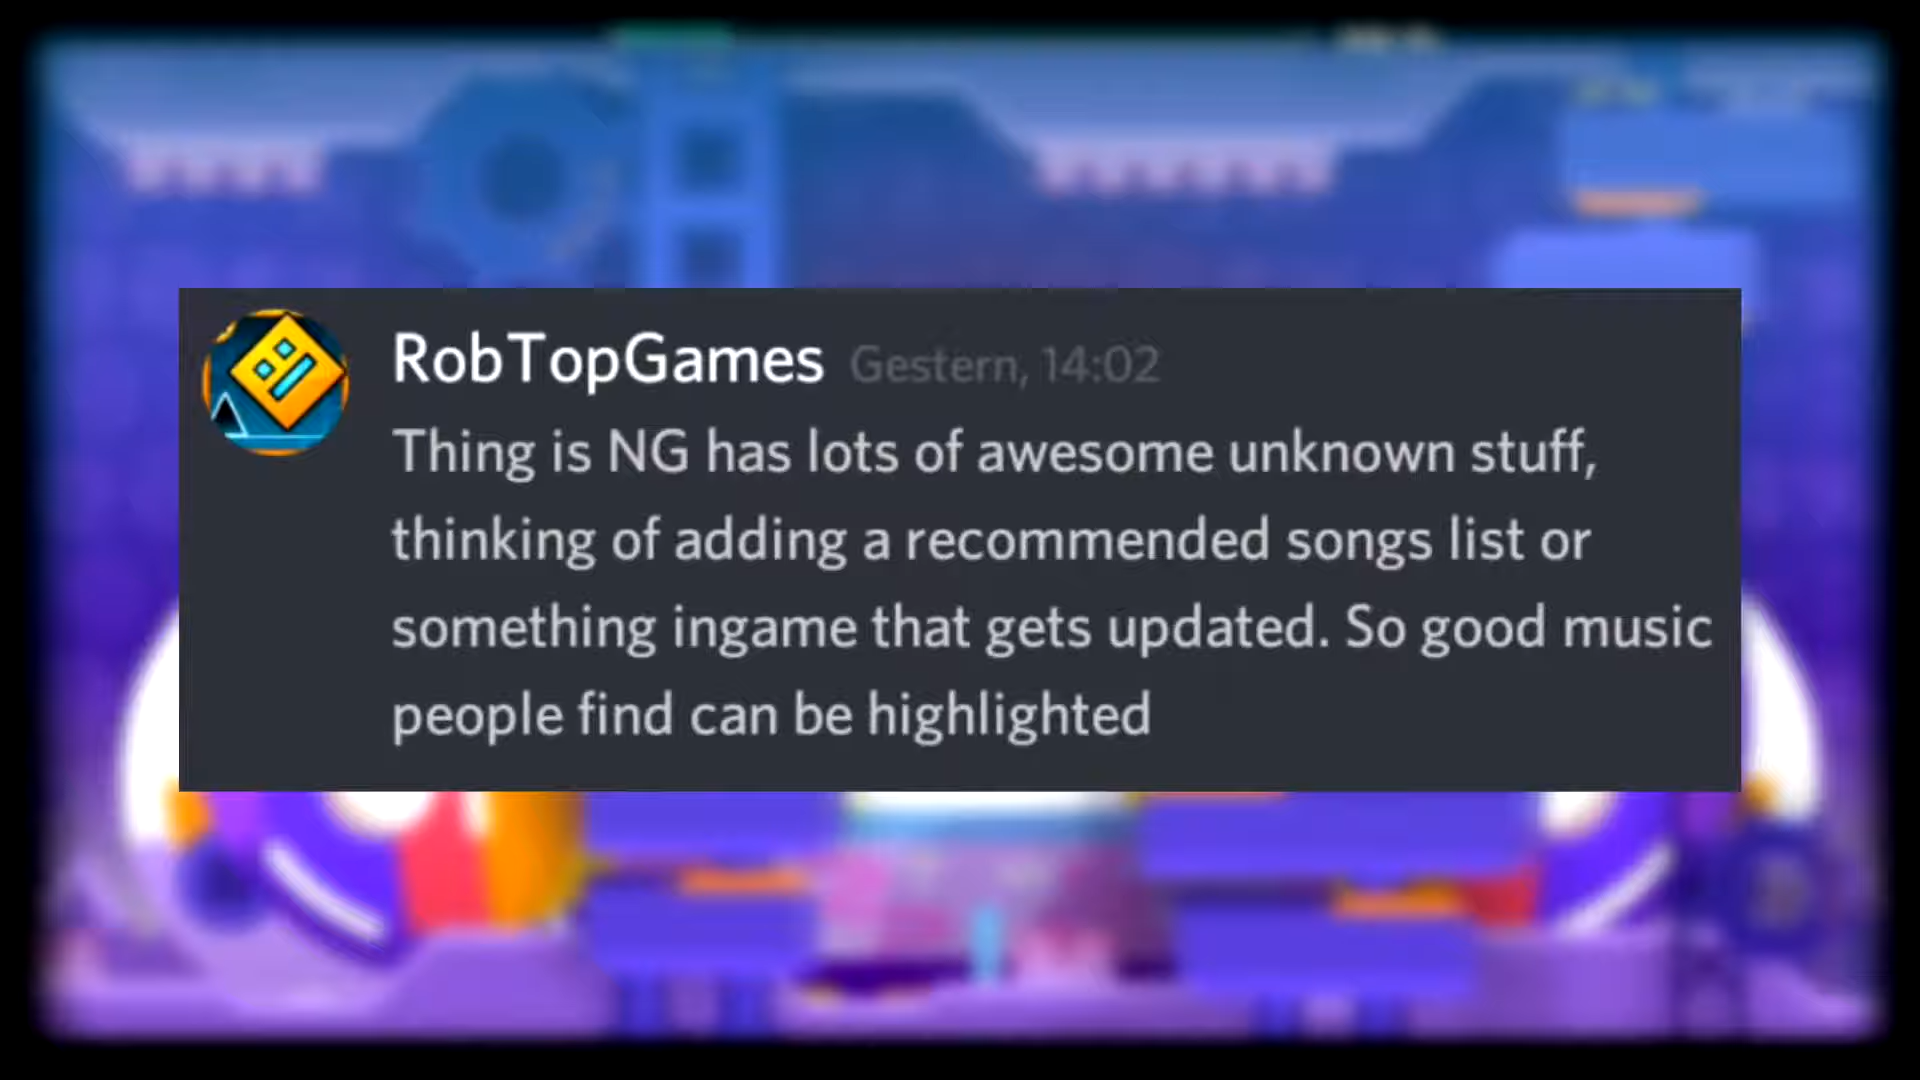 RobTopGames Gestern, 14:02
Thing is NG has lots of awesome unknown stuff,
thinking of adding a recommended songs list or
something ingame that gets updated. So good music
people find can be highlighted